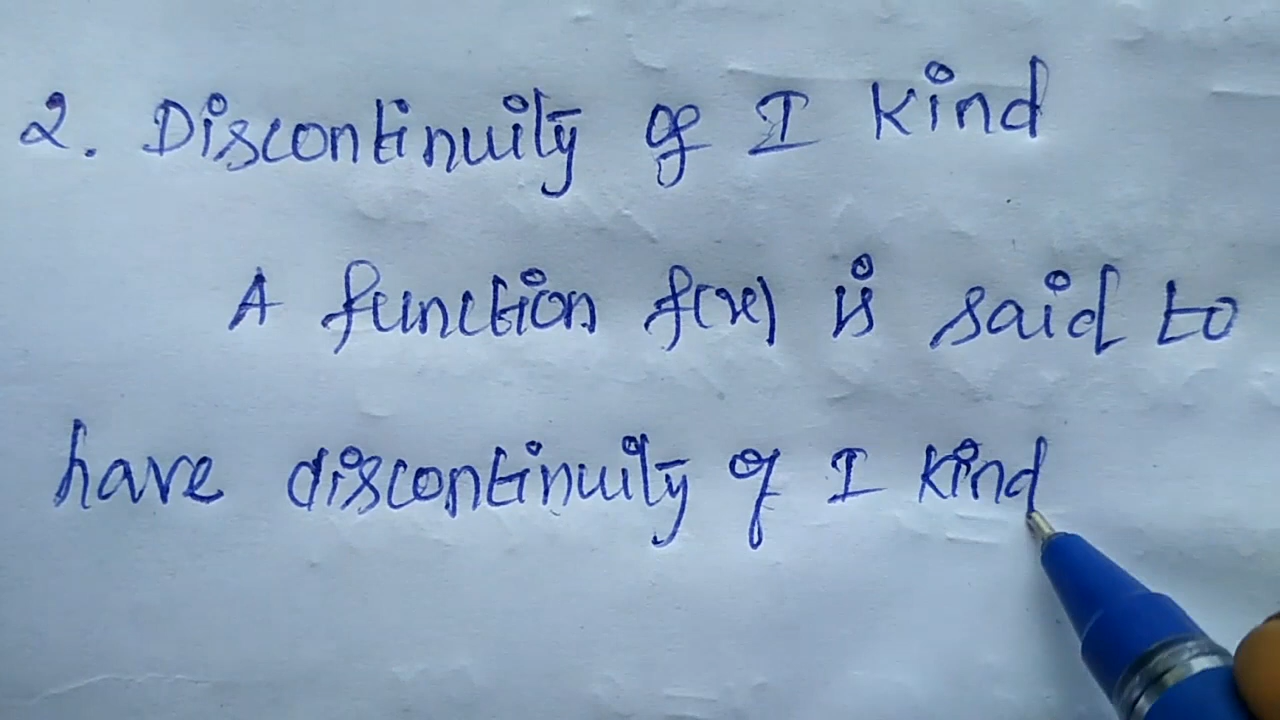 2. Discontinuity of I kind
A function f(x) is said to
have discontinuity of I kind